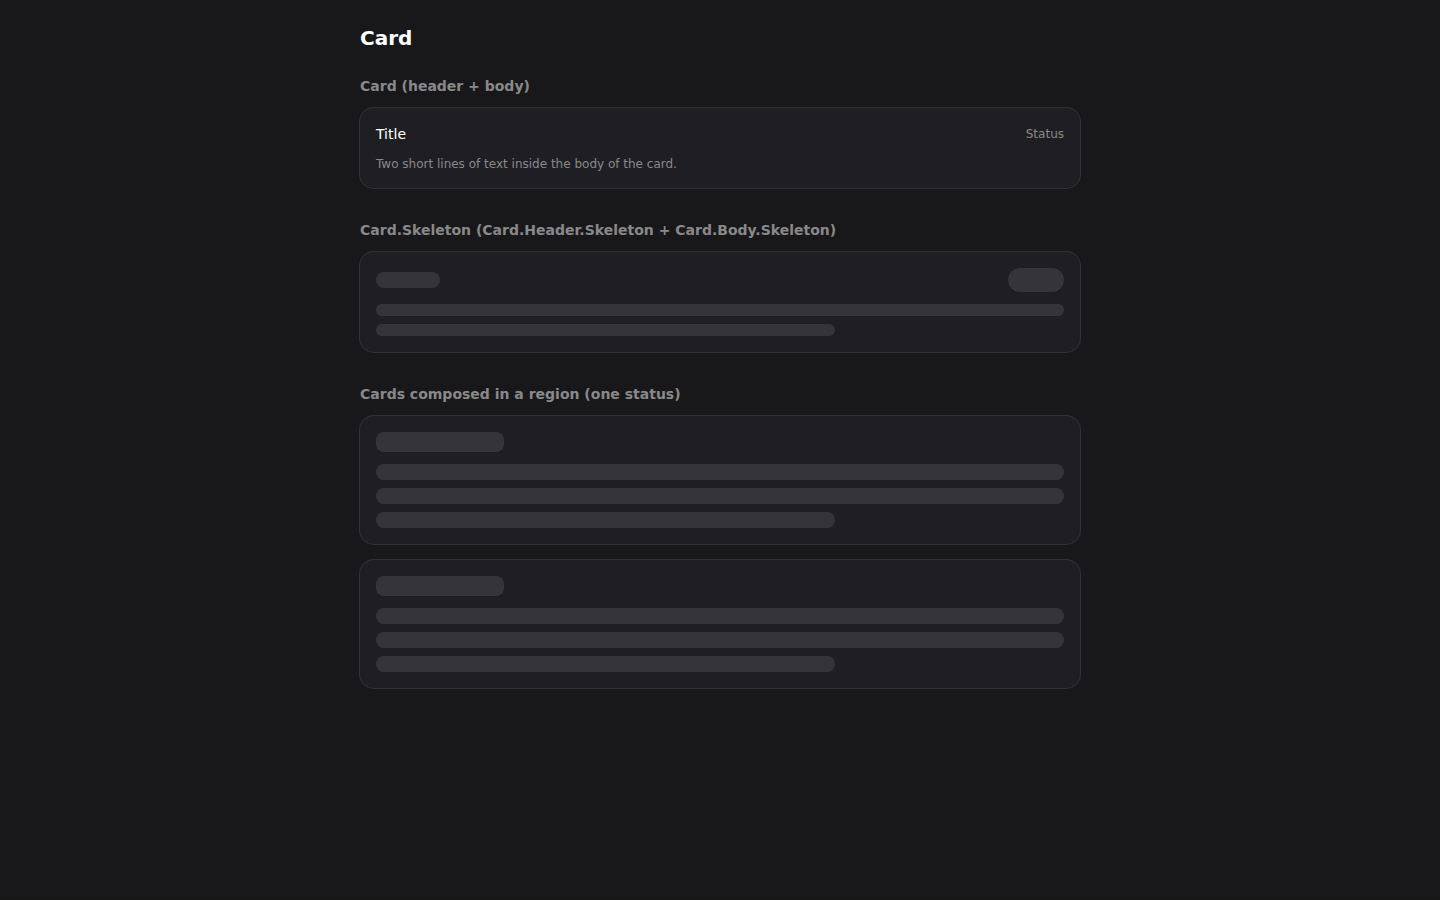 Card
Card (header + body)
Title
Status
Two short lines of text inside the body of the card.
Card.Skeleton (Card.Header.Skeleton + Card.Body.Skeleton)
Cards composed in a region (one status)